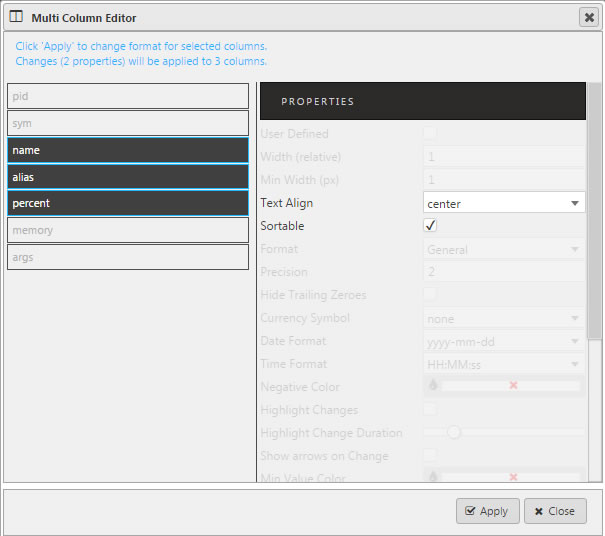 Multi Column Editor
Click 'Apply' to change format for selected columns.
Changes (2 properties) will be applied to 3 columns.
pid
sym
name
alias
percent
memory
args
PROPERTIES
User Defined
Width (relative) 1
Min Width (px) 1
Text Align center
Sortable
Format General
Precision 2
Hide Trailing Zeroes
Currency Symbol none
Date Format yyyy-mm-dd
Time Format HH:MM:ss
Negative Color
Highlight Changes
Highlight Change Duration
Show arrows on Change
Min Value Color
Apply Close